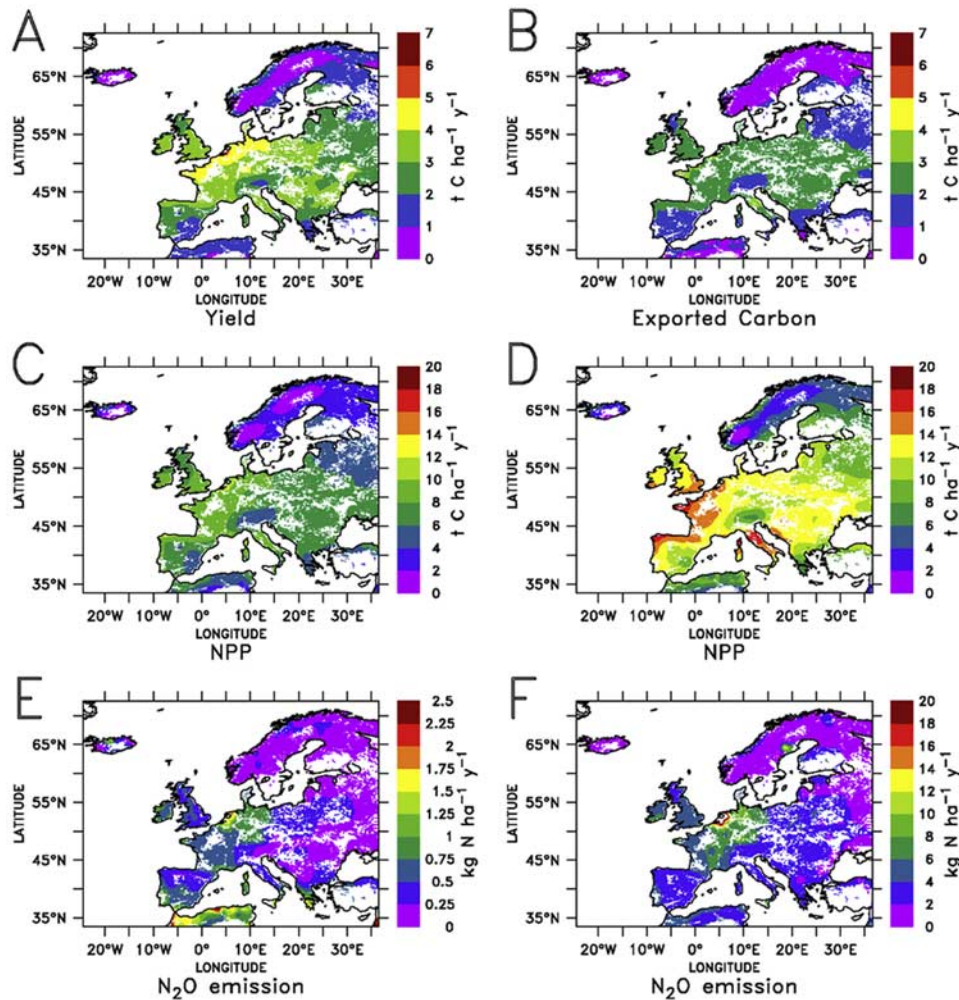 A
B
65°N
55°N
45°N
35°N
LATITUDE
20°W 10°W 0° 10°E 20°E 30°E
LONGITUDE
Yield
7
6
5
4
3
2
1
0
t C ha⁻¹ y⁻¹
65°N
55°N
45°N
35°N
LATITUDE
20°W 10°W 0° 10°E 20°E 30°E
LONGITUDE
Exported Carbon
7
6
5
4
3
2
1
0
t C ha⁻¹ y⁻¹
C
D
65°N
55°N
45°N
35°N
LATITUDE
20°W 10°W 0° 10°E 20°E 30°E
LONGITUDE
NPP
20
16
14
12
10
8
6
4
2
0
t C ha⁻¹ y⁻¹
65°N
55°N
45°N
35°N
LATITUDE
20°W 10°W 0° 10°E 20°E 30°E
LONGITUDE
NPP
20
16
14
12
10
8
6
4
2
0
t C ha⁻¹ y⁻¹
E
F
65°N
55°N
45°N
35°N
LATITUDE
20°W 10°W 0° 10°E 20°E 30°E
LONGITUDE
N₂O emission
2.5
2.25
2
1.75
1.5
1.25
1
0.75
0.5
0.25
0
kg N ha⁻¹ y⁻¹
65°N
55°N
45°N
35°N
LATITUDE
20°W 10°W 0° 10°E 20°E 30°E
LONGITUDE
N₂O emission
20
18
16
14
12
10
8
6
4
2
0
kg N ha⁻¹ y⁻¹